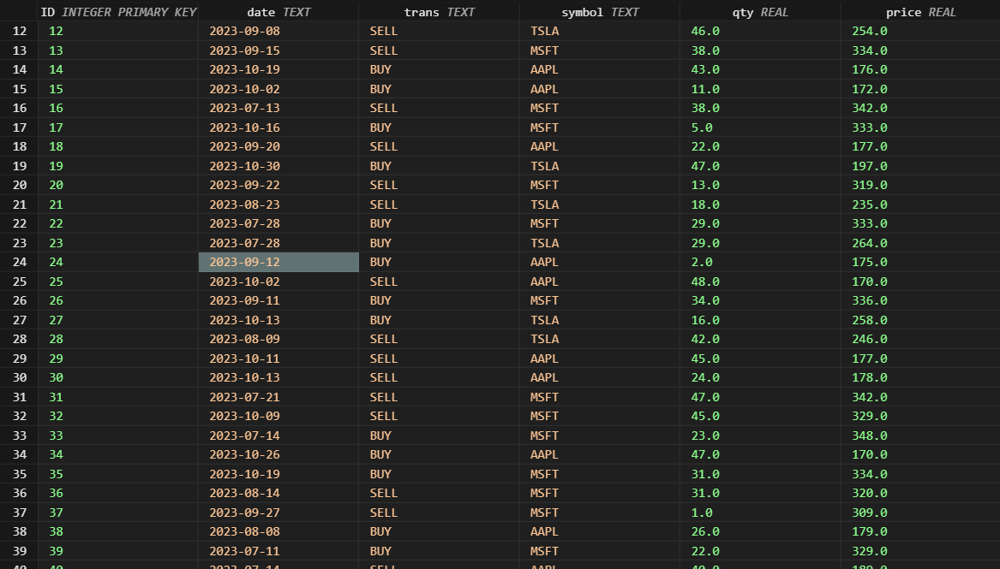 ID INTEGER PRIMARY KEY date TEXT trans TEXT symbol TEXT qty REAL price REAL
12 12 2023-09-08 SELL TSLA 46.0 254.0
13 13 2023-09-15 SELL MSFT 38.0 334.0
14 14 2023-10-19 BUY AAPL 43.0 176.0
15 15 2023-10-02 BUY AAPL 11.0 172.0
16 16 2023-07-13 SELL MSFT 38.0 342.0
17 17 2023-10-16 BUY MSFT 5.0 333.0
18 18 2023-09-20 SELL AAPL 22.0 177.0
19 19 2023-10-30 BUY TSLA 47.0 197.0
20 20 2023-09-22 SELL MSFT 13.0 319.0
21 21 2023-08-23 SELL TSLA 18.0 235.0
22 22 2023-07-28 BUY MSFT 29.0 333.0
23 23 2023-07-28 BUY TSLA 29.0 264.0
24 24 2023-09-12 BUY AAPL 2.0 175.0
25 25 2023-10-02 SELL AAPL 48.0 170.0
26 26 2023-09-11 BUY MSFT 34.0 336.0
27 27 2023-10-13 BUY TSLA 16.0 258.0
28 28 2023-08-09 SELL TSLA 42.0 246.0
29 29 2023-10-11 SELL AAPL 45.0 177.0
30 30 2023-10-13 SELL AAPL 24.0 178.0
31 31 2023-07-21 SELL MSFT 47.0 342.0
32 32 2023-10-09 SELL MSFT 45.0 329.0
33 33 2023-07-14 BUY MSFT 23.0 348.0
34 34 2023-10-26 BUY AAPL 47.0 170.0
35 35 2023-10-19 BUY MSFT 31.0 334.0
36 36 2023-08-14 SELL MSFT 31.0 320.0
37 37 2023-09-27 SELL MSFT 1.0 309.0
38 38 2023-08-08 BUY AAPL 26.0 179.0
39 39 2023-07-11 BUY MSFT 22.0 329.0